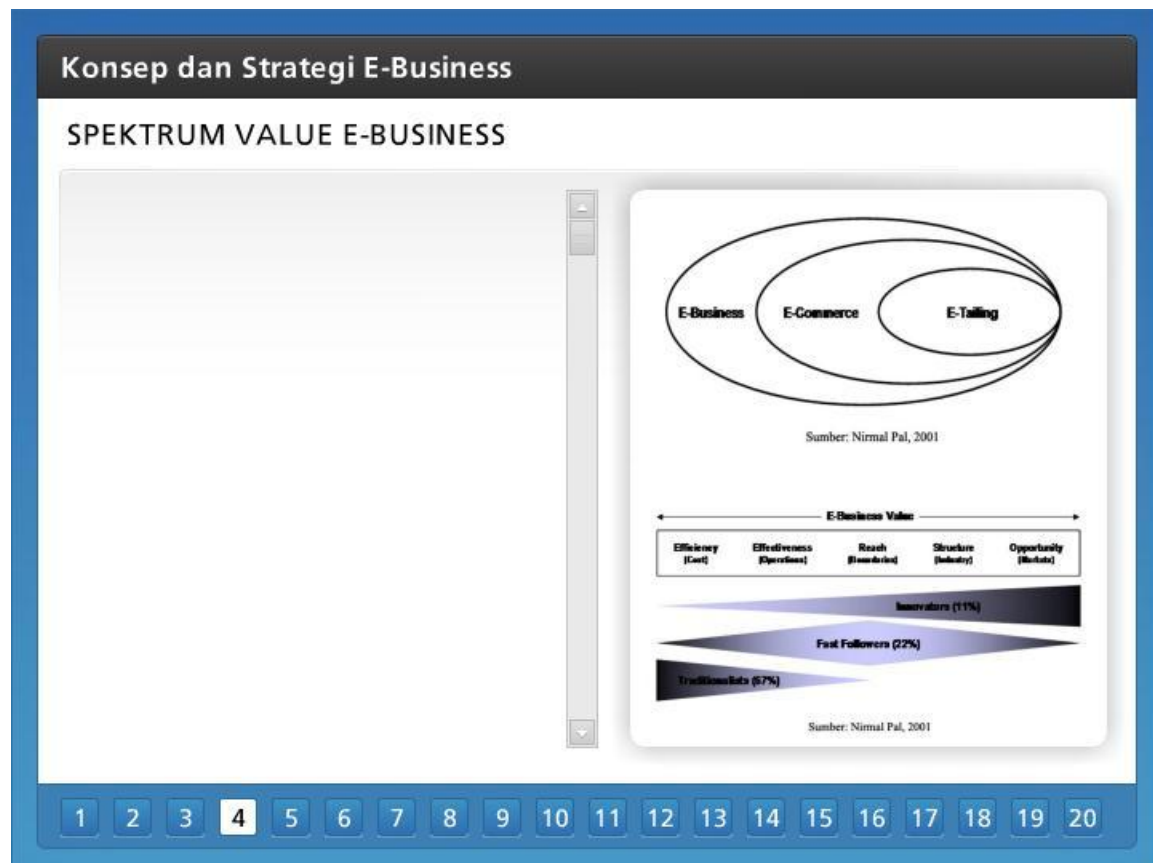 Konsep dan Strategi E-Business
SPEKTRUM VALUE E-BUSINESS
E-Business E-Commerce E-Tailing
Sumber: Nirmal Pal, 2001
E-Business Value
Efficiency Effectiveness Reach Structure Opportunity
(Cost) (Operations) (Boundaries) (Industry) (Markets)
Innovators (11%)
Fast Followers (22%)
Traditionalists (67%)
Sumber: Nirmal Pal, 2001
1 2 3 4 5 6 7 8 9 10 11 12 13 14 15 16 17 18 19 20